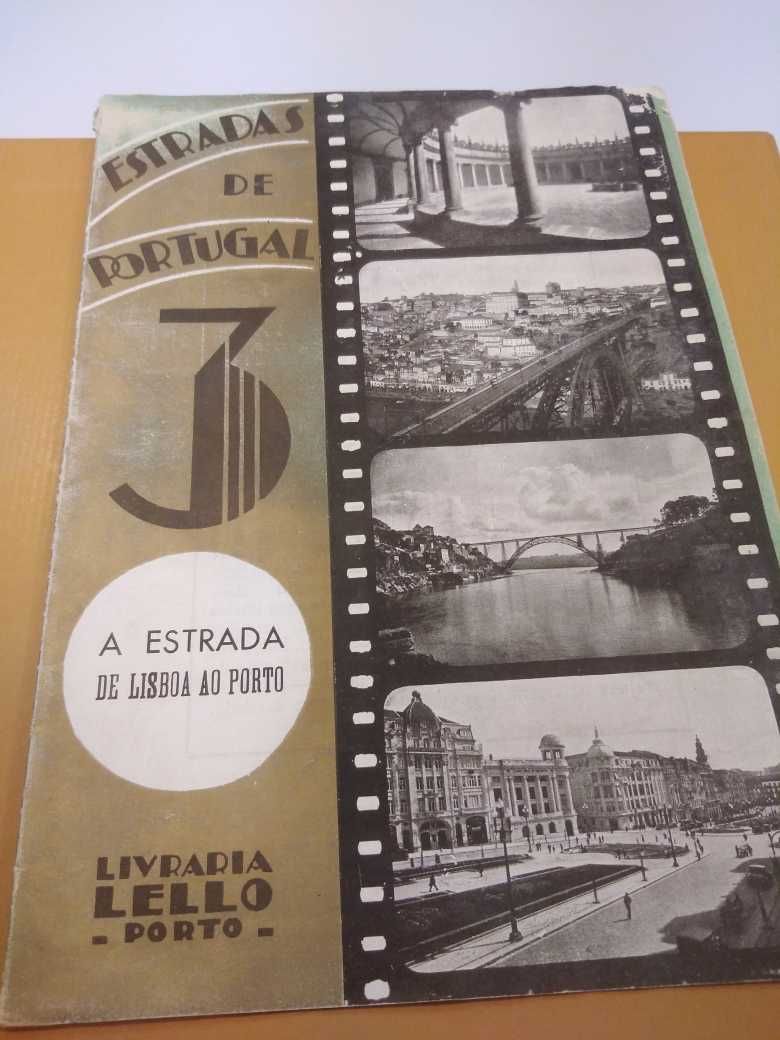 ESTRADAS
DE
PORTUGAL
3
A ESTRADA
DE LISBOA AO PORTO
LIVRARIA
LELLO
- PORTO -